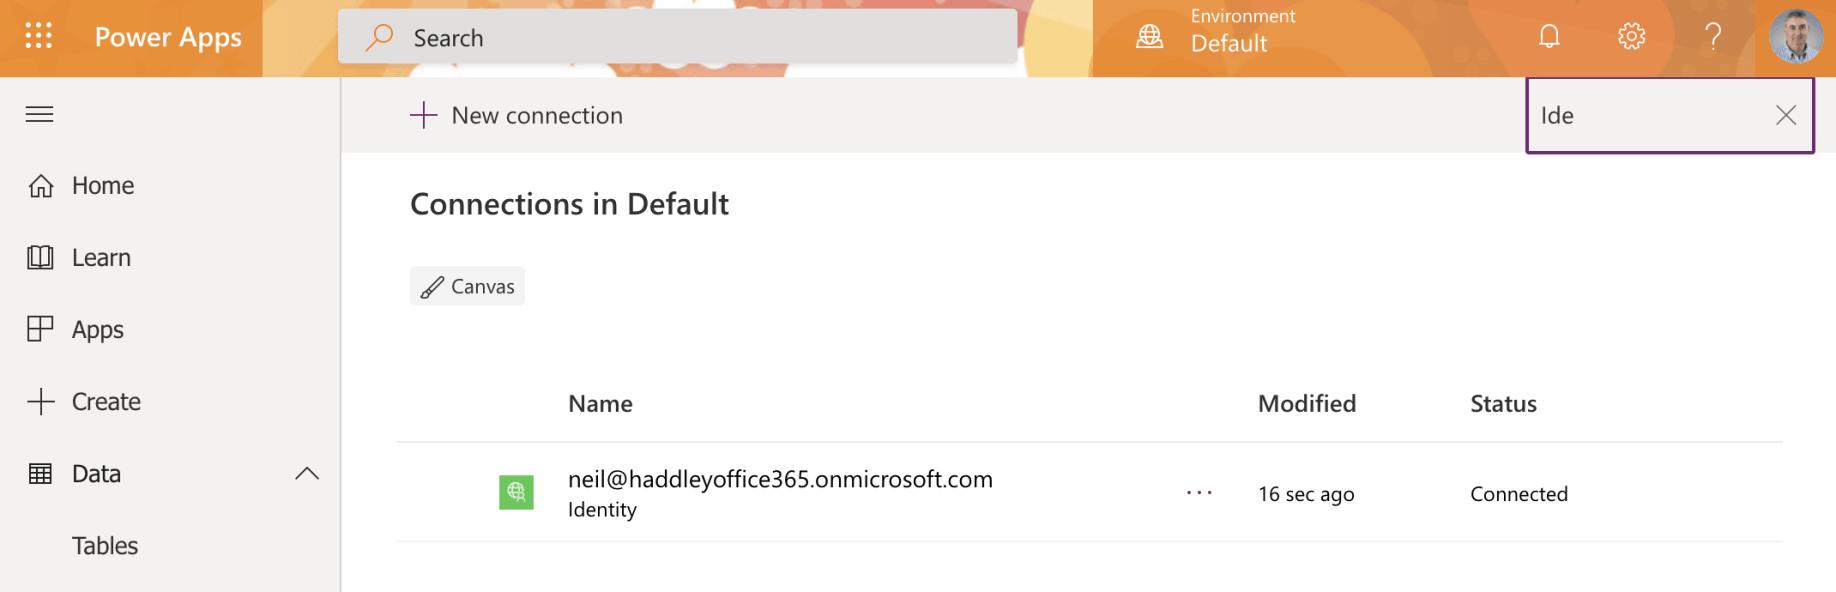 Power Apps
Search
Environment
Default
New connection
Ide
Home
Learn
Apps
Create
Data
Tables
Connections in Default
Canvas
Name Modified Status
neil@haddleyoffice365.onmicrosoft.com ··· 16 sec ago Connected
Identity